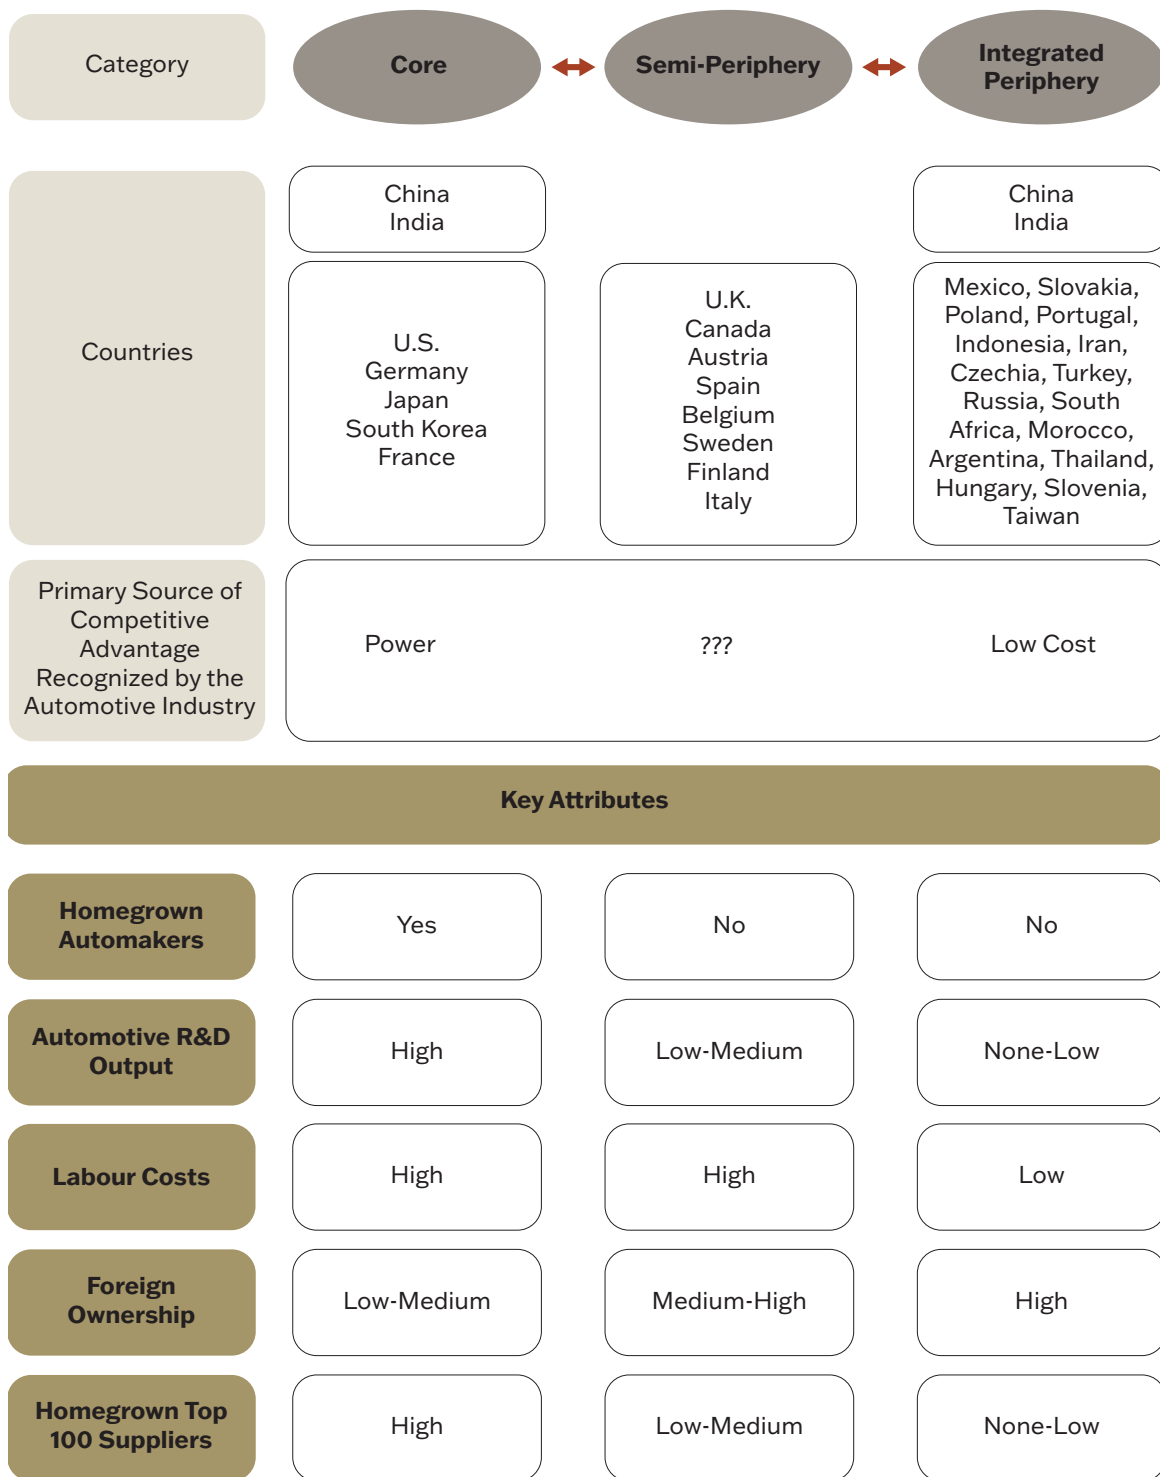 Category
Core
Semi-Periphery
Integrated
Periphery
Countries
China
India
China
India
U.S.
Germany
Japan
South Korea
France
U.K.
Canada
Austria
Spain
Belgium
Sweden
Finland
Italy
Mexico, Slovakia,
Poland, Portugal,
Indonesia, Iran,
Czechia, Turkey,
Russia, South
Africa, Morocco,
Argentina, Thailand,
Hungary, Slovenia,
Taiwan
Primary Source of
Competitive
Advantage
Recognized by the
Automotive Industry
Power
???
Low Cost
Key Attributes
Homegrown
Automakers
Yes
No
No
Automotive R&D
Output
High
Low-Medium
None-Low
Labour Costs
High
High
Low
Foreign
Ownership
Low-Medium
Medium-High
High
Homegrown Top
100 Suppliers
High
Low-Medium
None-Low